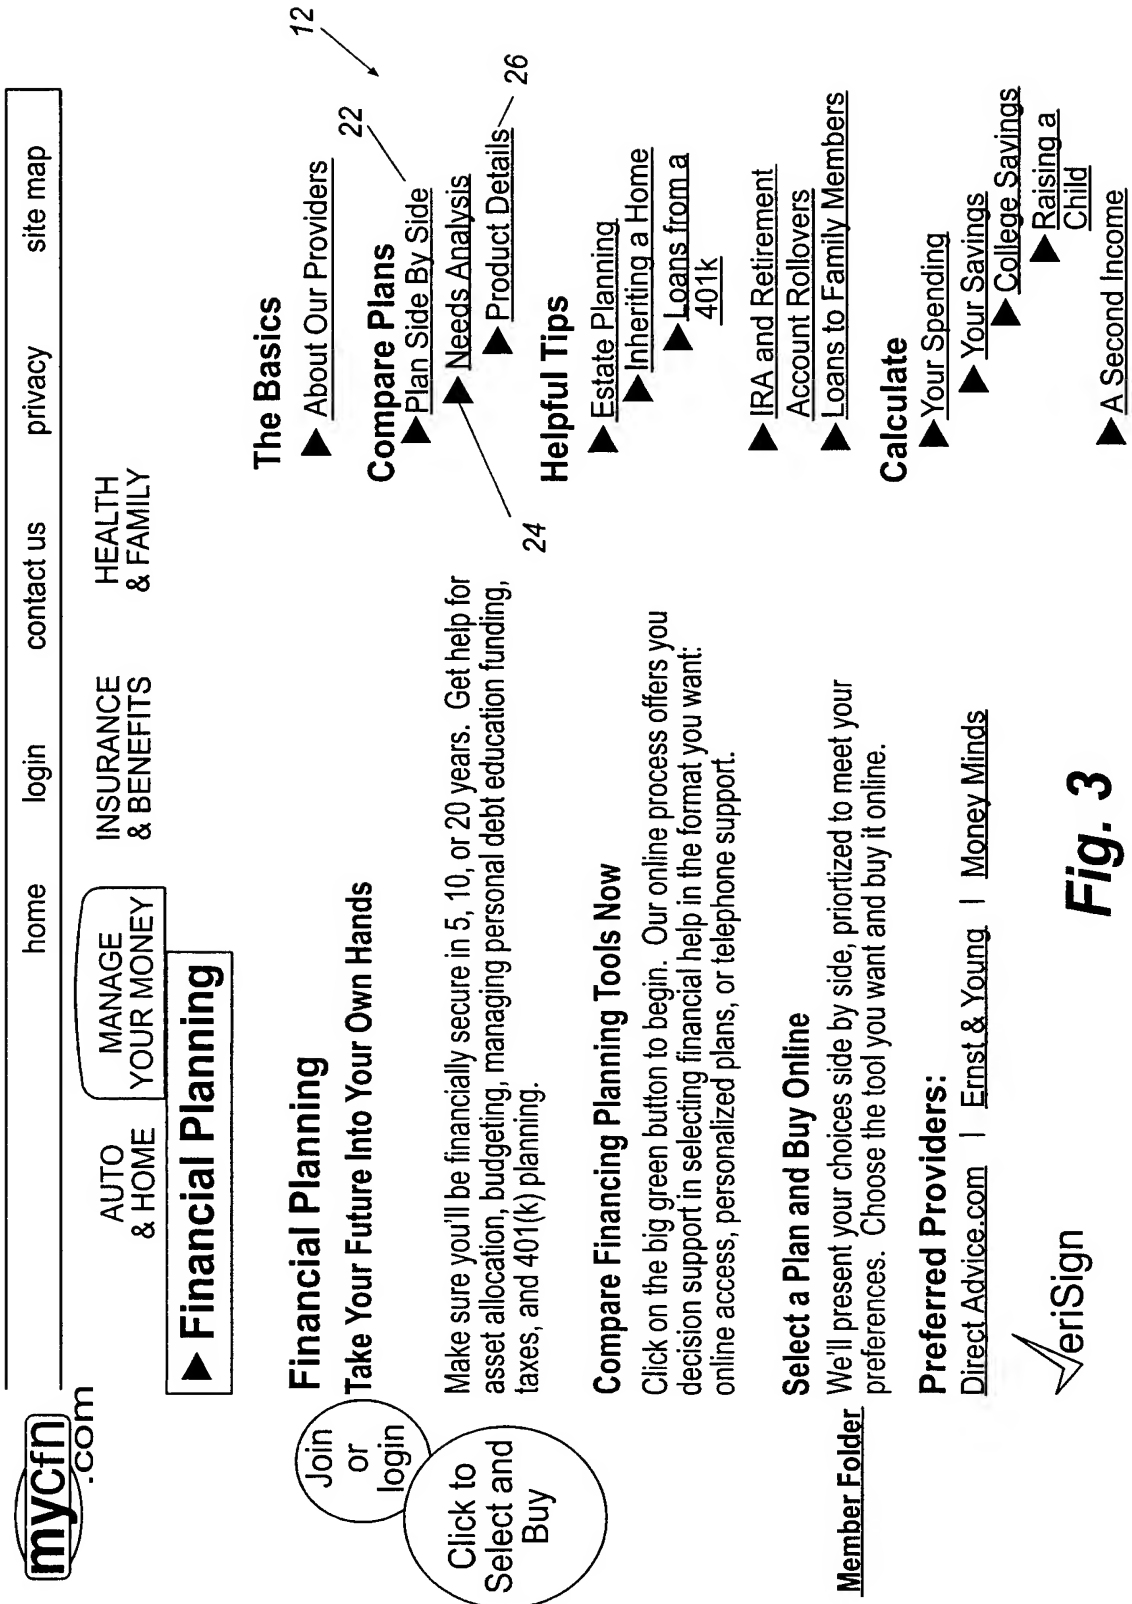 mycfn
.com
home login contact us privacy site map
AUTO
& HOME
MANAGE
YOUR MONEY
INSURANCE
& BENEFITS
HEALTH
& FAMILY
▶ Financial Planning
Join
or
login
Click to
Select and
Buy
Member Folder
Financial Planning
Take Your Future Into Your Own Hands
Make sure you'll be financially secure in 5, 10, or 20 years. Get help for
asset allocation, budgeting, managing personal debt education funding,
taxes, and 401(k) planning.
Compare Financing Planning Tools Now
Click on the big green button to begin. Our online process offers you
decision support in selecting financial help in the format you want:
online access, personalized plans, or telephone support.
Select a Plan and Buy Online
We'll present your choices side by side, priortized to meet your
preferences. Choose the tool you want and buy it online.
Preferred Providers:
Direct Advice.com | Ernst & Young | Money Minds
VeriSign
The Basics
▶ About Our Providers
Compare Plans
▶ Plan Side By Side
▶ Needs Analysis
▶ Product Details
Helpful Tips
▶ Estate Planning
▶ Inheriting a Home
▶ Loans from a
401k
▶ IRA and Retirement
Account Rollovers
▶ Loans to Family Members
Calculate
▶ Your Spending
▶ Your Savings
▶ College Savings
▶ Raising a
Child
▶ A Second Income
12
22
26
24
Fig. 3